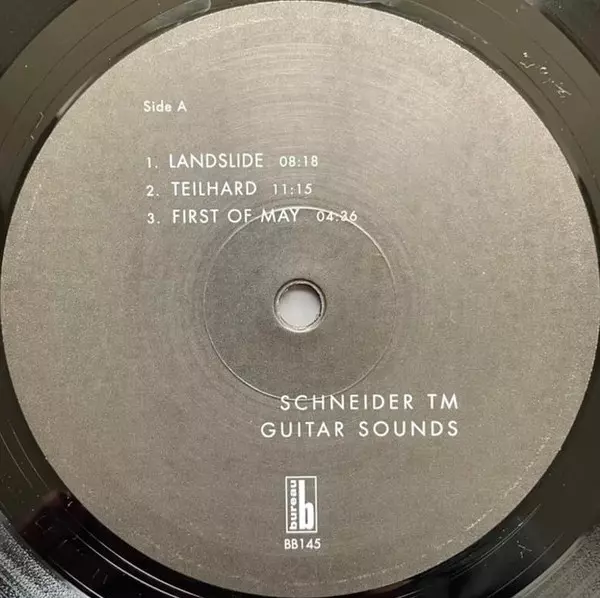 Side A
1. LANDSLIDE 08:18
2. TEILHARD 11:15
3. FIRST OF MAY 04:36
SCHNEIDER TM
GUITAR SOUNDS
bureau b
BB145